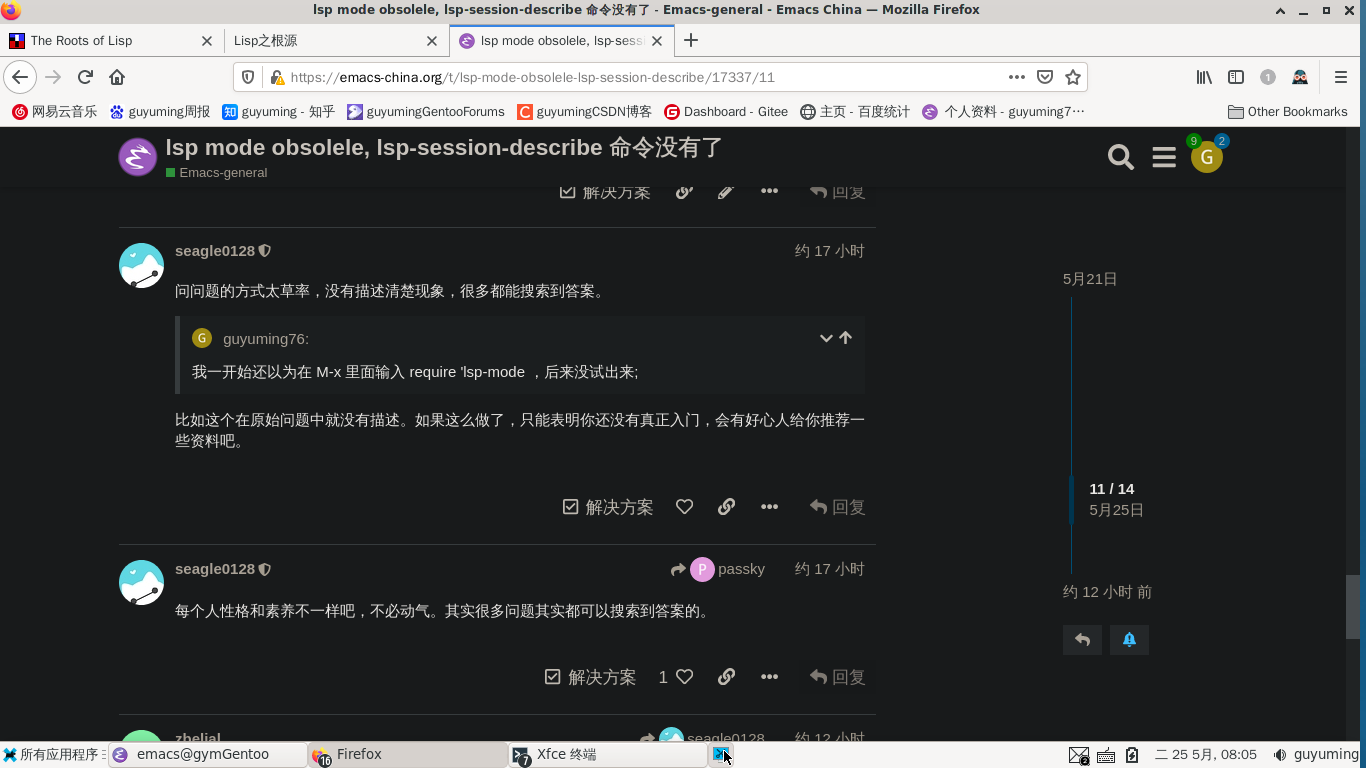 lsp mode obsolele, lsp-session-describe 命令没有了 - Emacs-general - Emacs China — Mozilla Firefox
The Roots of Lisp
Lisp之根源
lsp mode obsolele, lsp-sess
https://emacs-china.org/t/lsp-mode-obsolele-lsp-session-describe/17337/11
1
网易云音乐
guyuming周报
guyuming - 知乎
guyumingGentooForums
guyumingCSDN博客
Dashboard - Gitee
主页 - 百度统计
个人资料 - guyuming7…
Other Bookmarks
lsp mode obsolele, lsp-session-describe 命令没有了
Emacs-general
9
2
G
解决方案
回复
seagle0128
约 17 小时
问问题的方式太草率，没有描述清楚现象，很多都能搜索到答案。
G
guyuming76:
我一开始还以为在 M-x 里面输入 require 'lsp-mode ，后来没试出来;
比如这个在原始问题中就没有描述。如果这么做了，只能表明你还没有真正入门，会有好心人给你推荐一
些资料吧。
解决方案
回复
seagle0128
P
passky
约 17 小时
每个人性格和素养不一样吧，不必动气。其实很多问题其实都可以搜索到答案的。
解决方案
1
回复
zbelial
seagle0128
约 12 小时
5月21日
11 / 14
5月25日
约 12 小时 前
所有应用程序
emacs@gymGentoo
16
Firefox
7
Xfce 终端
2
二 25 5月, 08:05
guyuming